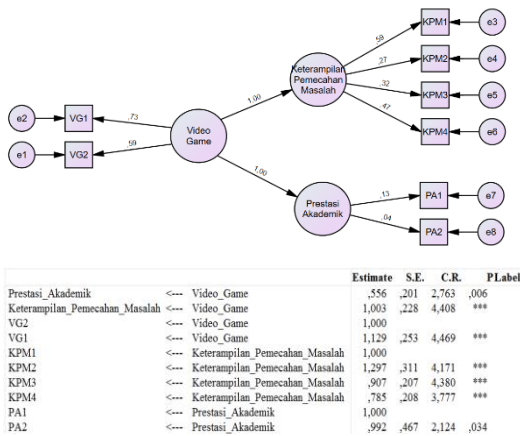 KPM1
e3
,59
Keterampilan
Pemecahan
Masalah
,27
KPM2
e4
,32
KPM3
e5
1,00
,47
KPM4
e6
e2
VG1
,73
Video
Game
e1
VG2
,59
1,00
Prestasi
Akademik
,13
PA1
e7
,04
PA2
e8
Estimate S.E. C.R. PLabel
Prestasi_Akademik <--- Video_Game ,556 ,201 2,763 ,006
Keterampilan_Pemecahan_Masalah <--- Video_Game 1,003 ,228 4,408 ***
VG2 <--- Video_Game 1,000
VG1 <--- Video_Game 1,129 ,253 4,469 ***
KPM1 <--- Keterampilan_Pemecahan_Masalah 1,000
KPM2 <--- Keterampilan_Pemecahan_Masalah 1,297 ,311 4,171 ***
KPM3 <--- Keterampilan_Pemecahan_Masalah ,907 ,207 4,380 ***
KPM4 <--- Keterampilan_Pemecahan_Masalah ,785 ,208 3,777 ***
PA1 <--- Prestasi_Akademik 1,000
PA2 <--- Prestasi_Akademik ,992 ,467 2,124 ,034